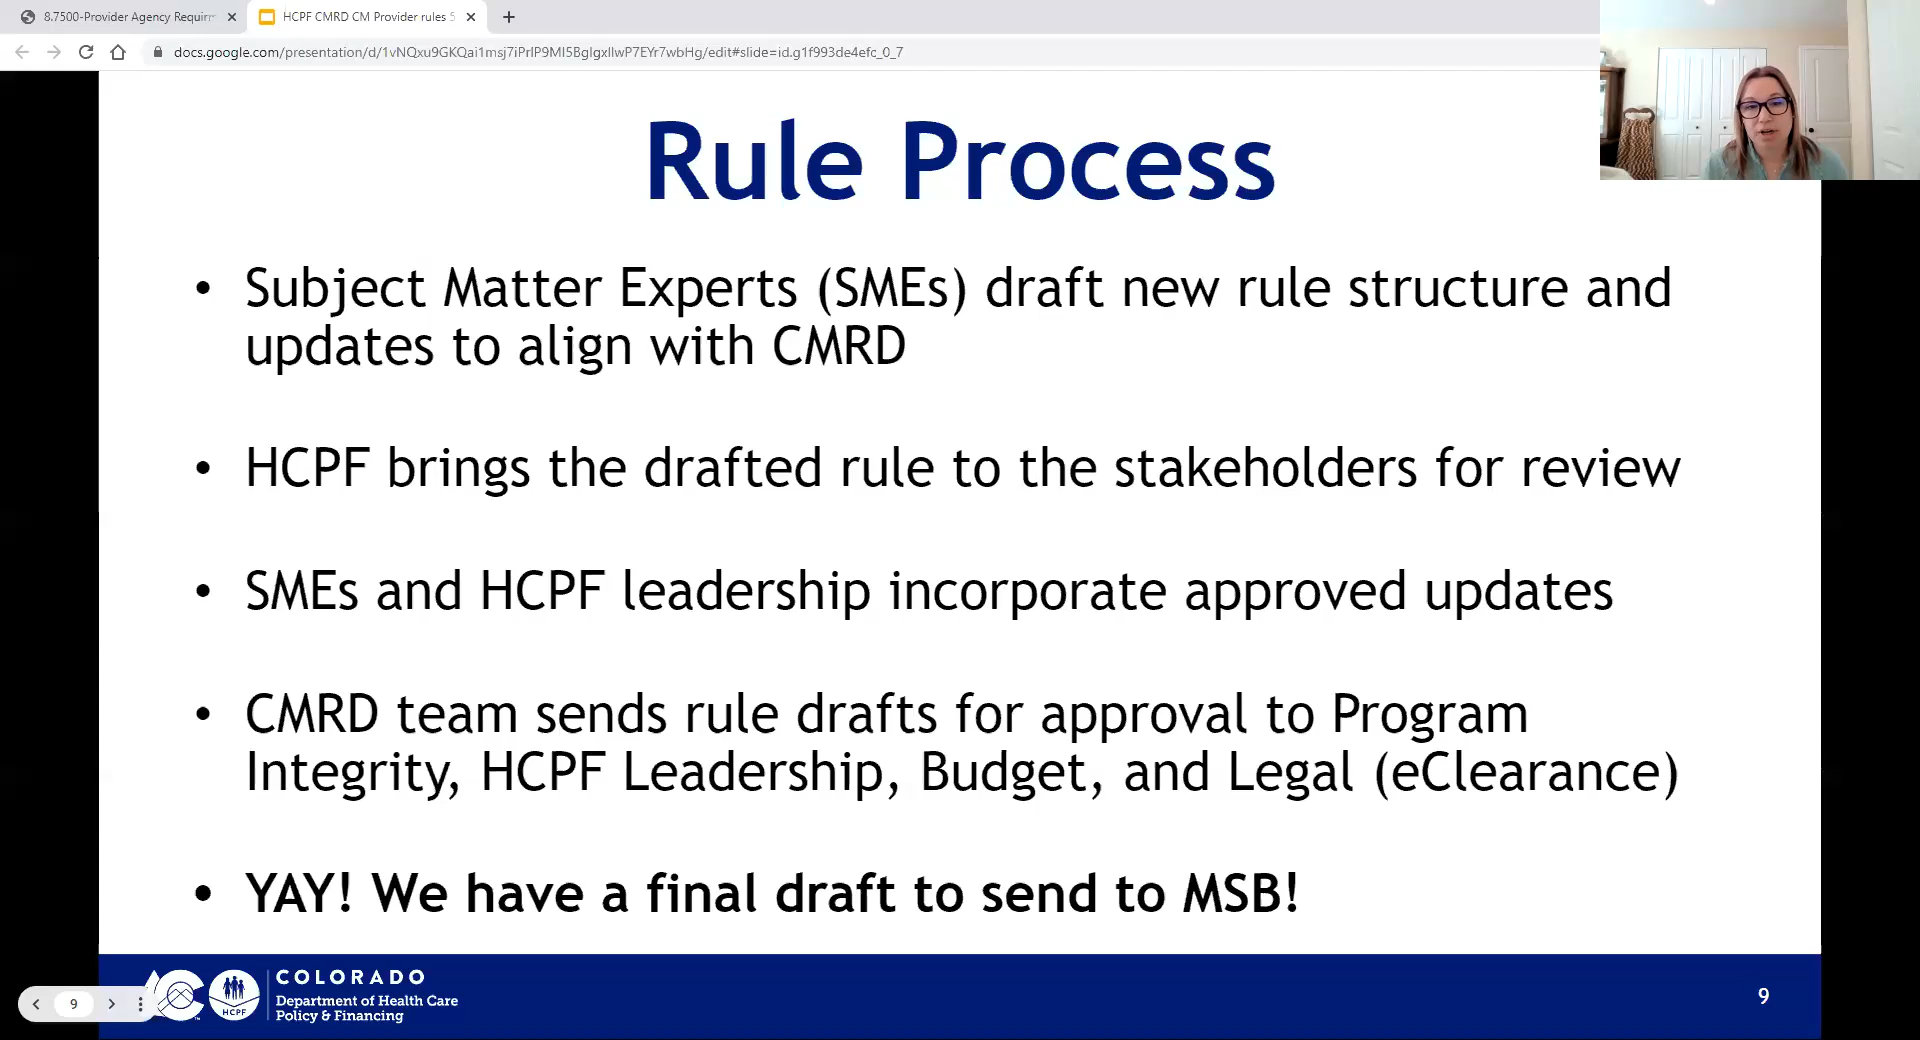 8.7500-Provider Agency Requirm
HCPF CMRD CM Provider rules 5
docs.google.com/presentation/d/1vNQxu9GKQai1msj7iPrlP9Ml5BglgxllwP7EYr7wbHg/edit#slide=id.g1f993de4efc_0_7
Rule Process
• Subject Matter Experts (SMEs) draft new rule structure and
updates to align with CMRD
• HCPF brings the drafted rule to the stakeholders for review
• SMEs and HCPF leadership incorporate approved updates
• CMRD team sends rule drafts for approval to Program
Integrity, HCPF Leadership, Budget, and Legal (eClearance)
• YAY! We have a final draft to send to MSB!
9
HCPF
COLORADO
Department of Health Care
Policy & Financing
9